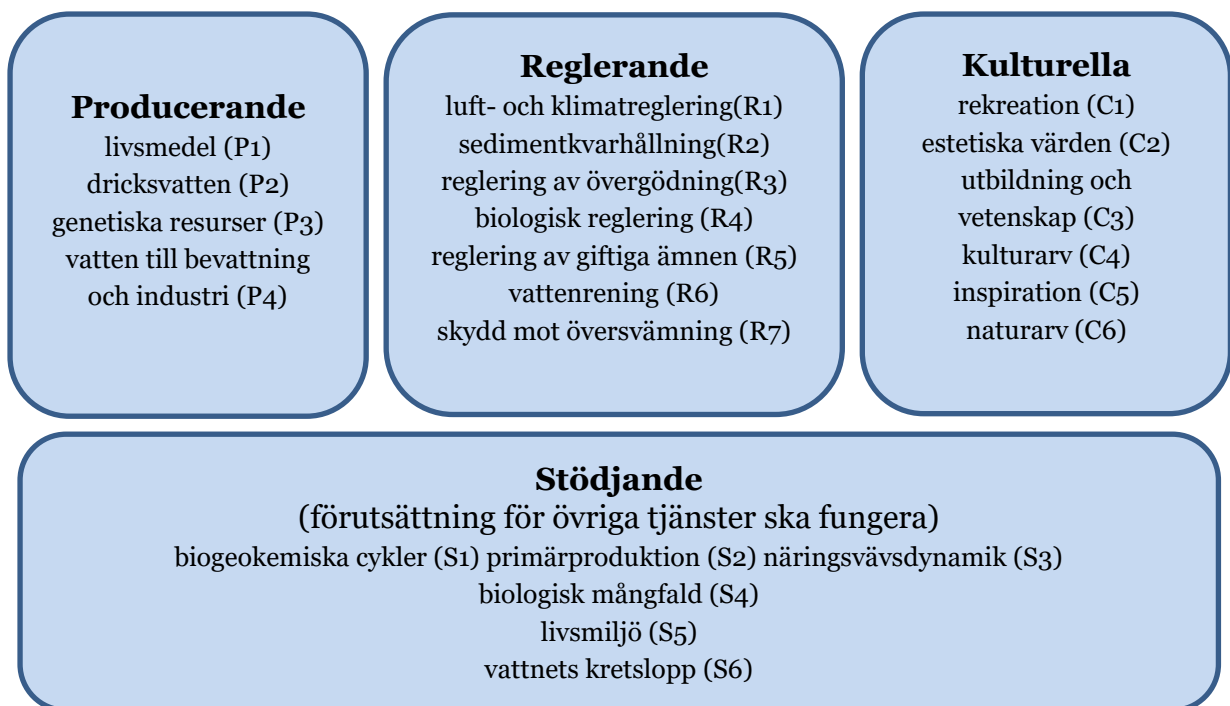 Producerande
livsmedel (P1)
dricksvatten (P2)
genetiska resurser (P3)
vatten till bevattning
och industri (P4)
Reglerande
luft- och klimatreglering(R1)
sedimentkvarhållning(R2)
reglering av övergödning(R3)
biologisk reglering (R4)
reglering av giftiga ämnen (R5)
vattenrening (R6)
skydd mot översvämning (R7)
Kulturella
rekreation (C1)
estetiska värden (C2)
utbildning och
vetenskap (C3)
kulturarv (C4)
inspiration (C5)
naturarv (C6)
Stödjande
(förutsättning för övriga tjänster ska fungera)
biogeokemiska cykler (S1) primärproduktion (S2) näringsvävsdynamik (S3)
biologisk mångfald (S4)
livsmiljö (S5)
vattnets kretslopp (S6)